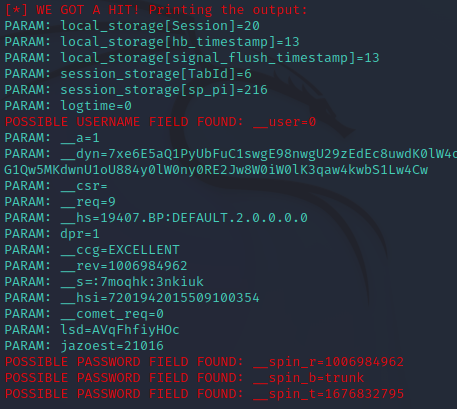 [*] WE GOT A HIT! Printing the output:
PARAM: local_storage[Session]=20
PARAM: local_storage[hb_timestamp]=13
PARAM: local_storage[signal_flush_timestamp]=13
PARAM: session_storage[TabId]=6
PARAM: session_storage[sp_pi]=216
PARAM: logtime=0
POSSIBLE USERNAME FIELD FOUND: __user=0
PARAM: __a=1
PARAM: __dyn=7xe6E5aQ1PyUbFuC1swgE98nwgU29zEdEc8uwdK0lW4o
G1Qw5MKdwnU1oU884y0lW0ny0RE2Jw8W0iW0lK3qaw4kwbS1Lw4Cw
PARAM: __csr=
PARAM: __req=9
PARAM: __hs=19407.BP:DEFAULT.2.0.0.0.0
PARAM: dpr=1
PARAM: __ccg=EXCELLENT
PARAM: __rev=1006984962
PARAM: __s=:7moqhk:3nkiuk
PARAM: __hsi=7201942015509100354
PARAM: __comet_req=0
PARAM: lsd=AVqFhfiyHOc
PARAM: jazoest=21016
POSSIBLE PASSWORD FIELD FOUND: __spin_r=1006984962
POSSIBLE PASSWORD FIELD FOUND: __spin_b=trunk
POSSIBLE PASSWORD FIELD FOUND: __spin_t=1676832795